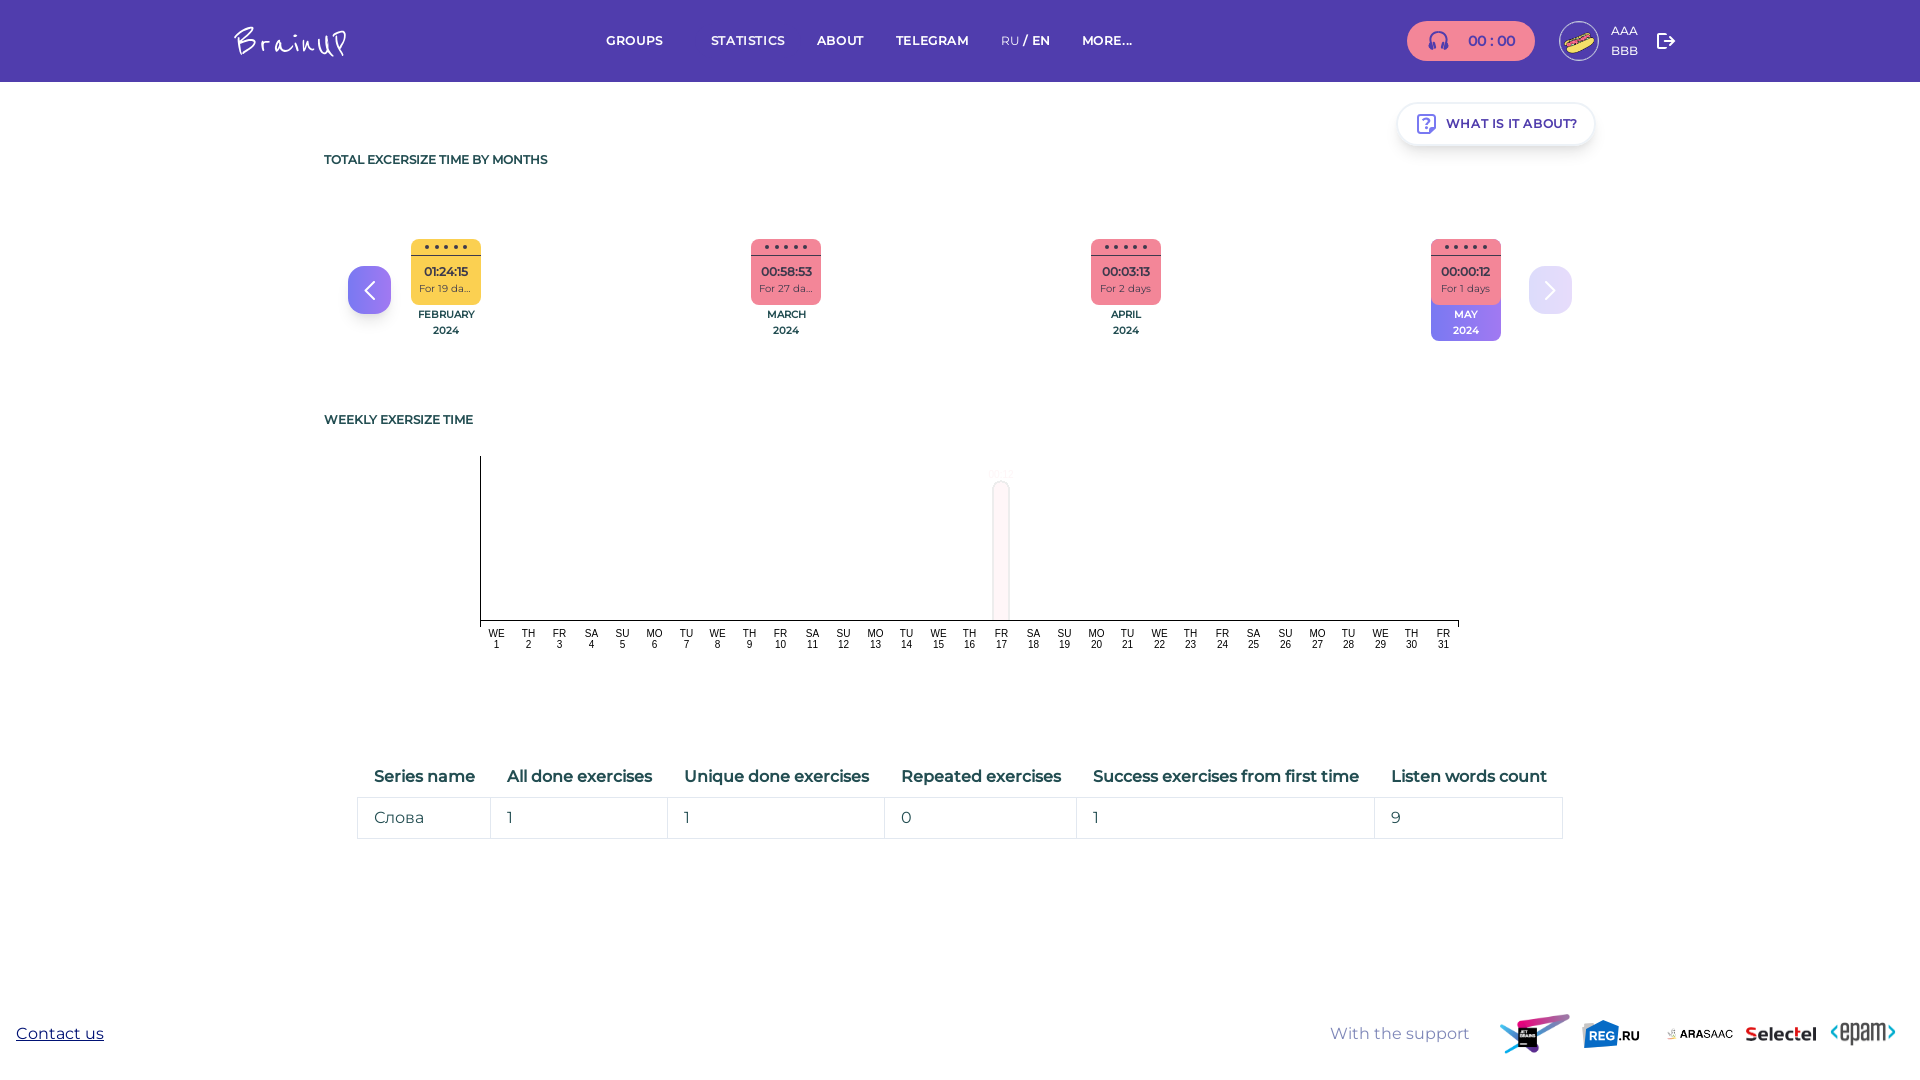 BrainUP
GROUPS STATISTICS ABOUT TELEGRAM RU / EN MORE...
00 : 00
AAA
BBB
WHAT IS IT ABOUT?
TOTAL EXCERSIZE TIME BY MONTHS
01:24:15
For 19 da...
FEBRUARY
2024
00:58:53
For 27 da...
MARCH
2024
00:03:13
For 2 days
APRIL
2024
00:00:12
For 1 days
MAY
2024
WEEKLY EXERSIZE TIME
WE TH FR SA SU MO TU WE TH FR SA SU MO TU WE TH FR SA SU MO TU WE TH FR SA SU MO TU WE TH FR
1 2 3 4 5 6 7 8 9 10 11 12 13 14 15 16 17 18 19 20 21 22 23 24 25 26 27 28 29 30 31
Series name All done exercises Unique done exercises Repeated exercises Success exercises from first time Listen words count
Слова 1 1 0 1 9
Contact us
With the support
REG.RU
ARASAAC
Selectel
<epam>